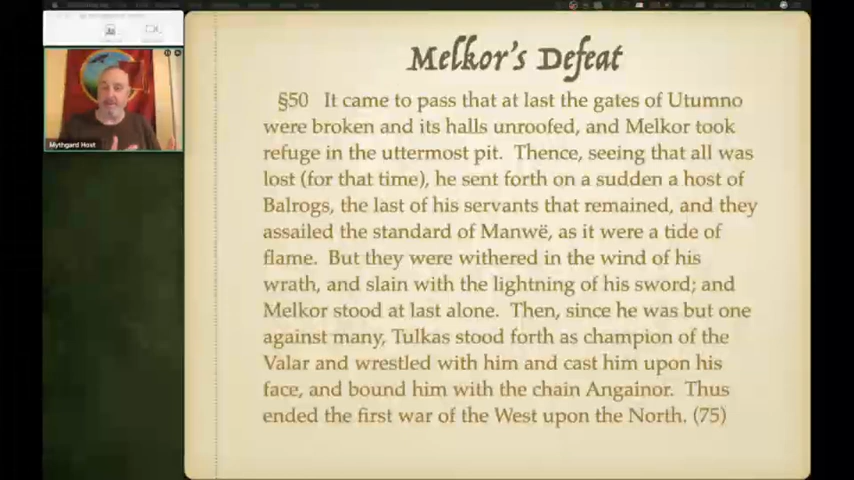 Melkor's Defeat
§50 It came to pass that at last the gates of Utumno
were broken and its halls unroofed, and Melkor took
refuge in the uttermost pit. Thence, seeing that all was
lost (for that time), he sent forth on a sudden a host of
Balrogs, the last of his servants that remained, and they
assailed the standard of Manwë, as it were a tide of
flame. But they were withered in the wind of his
wrath, and slain with the lightning of his sword; and
Melkor stood at last alone. Then, since he was but one
against many, Tulkas stood forth as champion of the
Valar and wrestled with him and cast him upon his
face, and bound him with the chain Angainor. Thus
ended the first war of the West upon the North. (75)
Mythgard Host